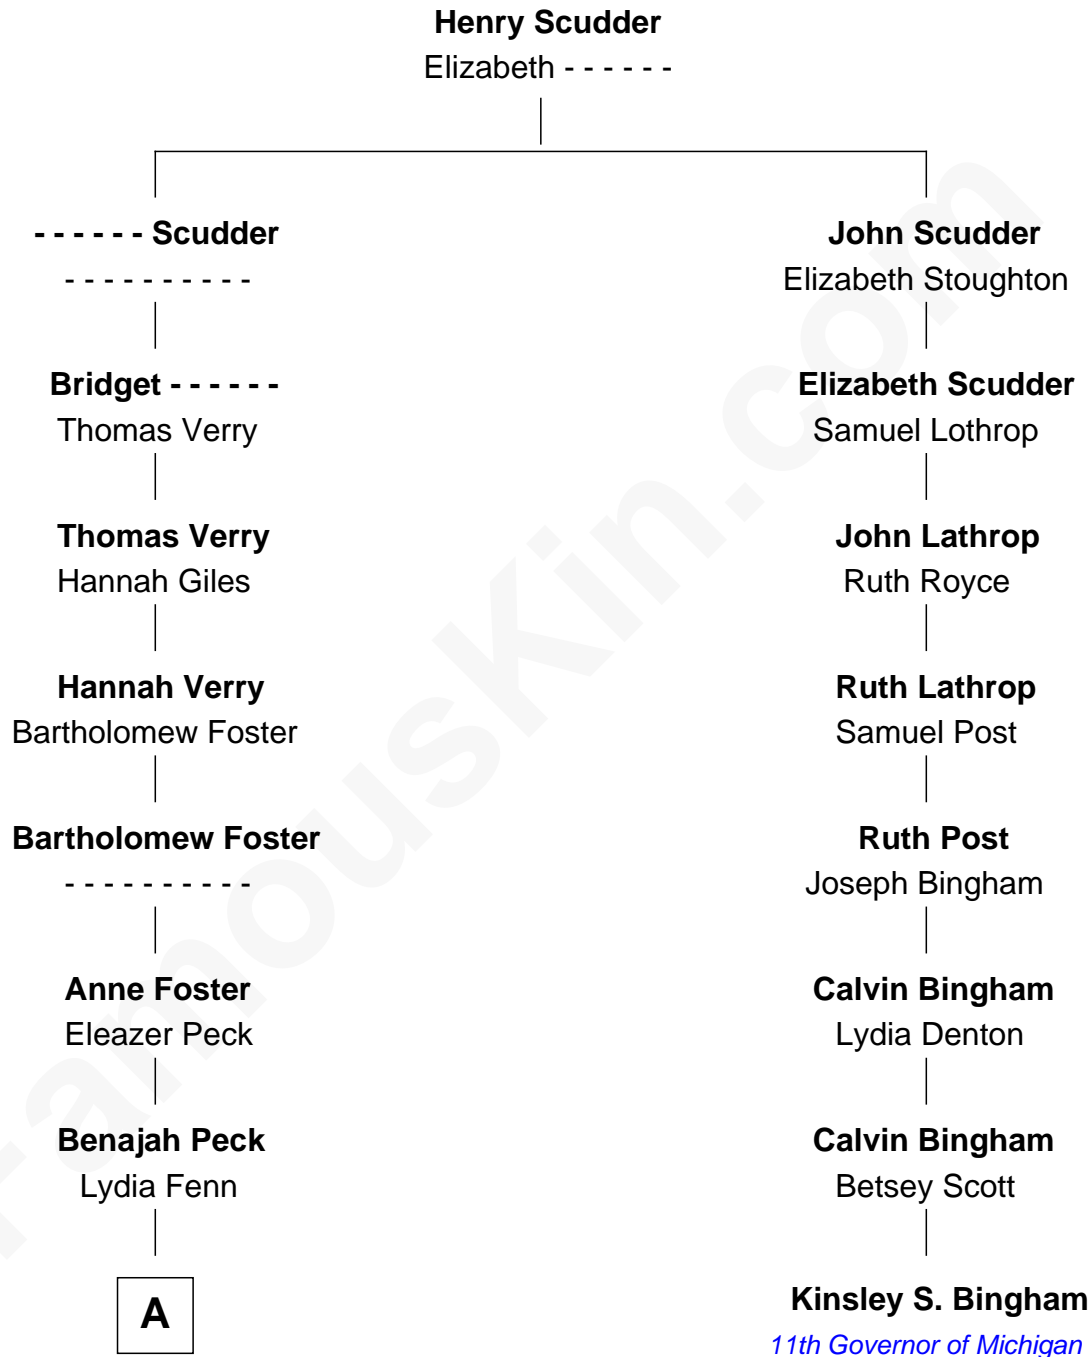 Henry Scudder
Elizabeth - - - - - -
- - - - - - Scudder
- - - - - - - - - -
John Scudder
Elizabeth Stoughton
Bridget - - - - - -
Thomas Verry
Elizabeth Scudder
Samuel Lothrop
Thomas Verry
Hannah Giles
John Lathrop
Ruth Royce
Hannah Verry
Bartholomew Foster
Ruth Lathrop
Samuel Post
Bartholomew Foster
- - - - - - - - - -
Ruth Post
Joseph Bingham
Anne Foster
Eleazer Peck
Calvin Bingham
Lydia Denton
Benajah Peck
Lydia Fenn
Calvin Bingham
Betsey Scott
A
Kinsley S. Bingham
11th Governor of Michigan
FamousKin.com